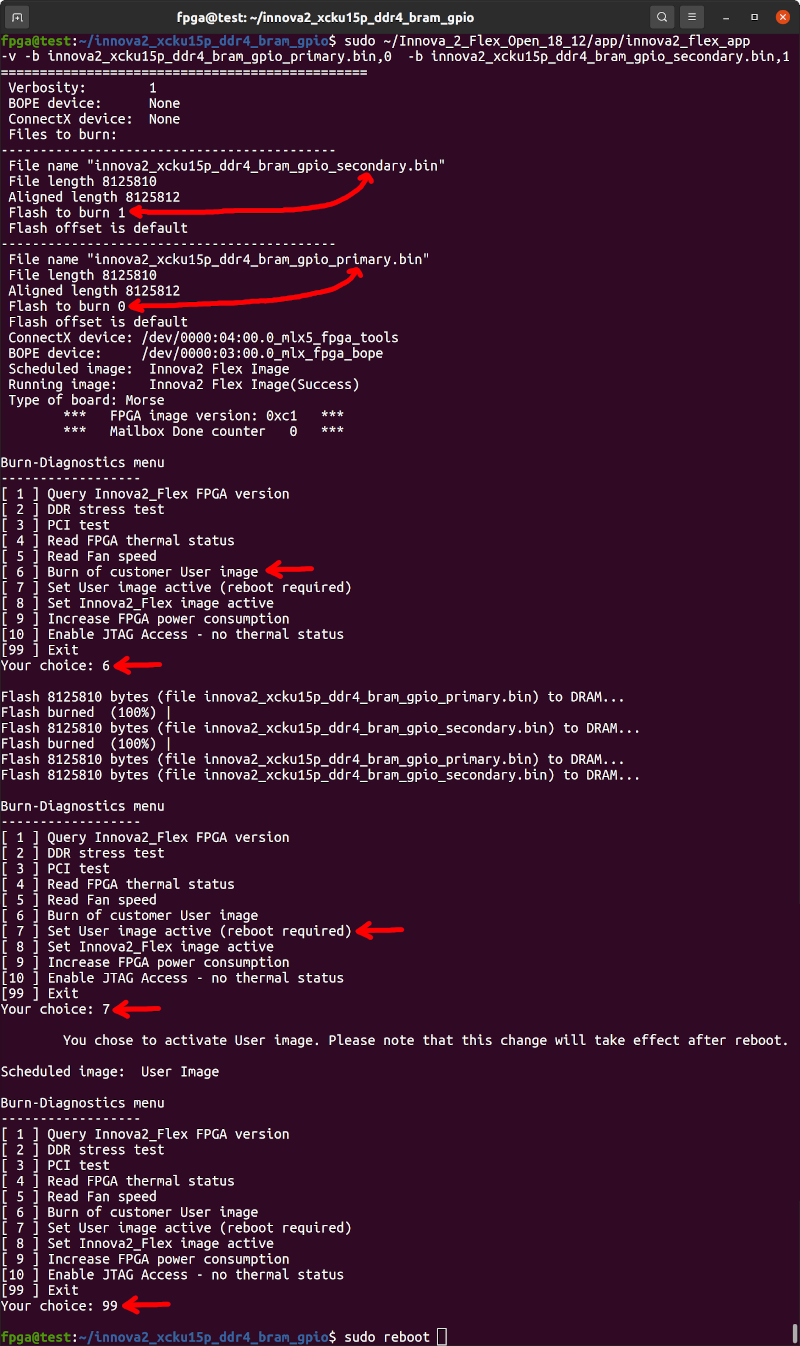 fpga@test: ~/innova2_xcku15p_ddr4_bram_gpio
fpga@test:~/innova2_xcku15p_ddr4_bram_gpio$ sudo ~/Innova_2_Flex_Open_18_12/app/innova2_flex_app
-v -b innova2_xcku15p_ddr4_bram_gpio_primary.bin,0  -b innova2_xcku15p_ddr4_bram_gpio_secondary.bin,1
===============================================
Verbosity:        1
BOPE device:      None
ConnectX device:  None
Files to burn:
-------------------------------------------
File name "innova2_xcku15p_ddr4_bram_gpio_secondary.bin"
File length 8125810
Aligned length 8125812
Flash to burn 1
Flash offset is default
-------------------------------------------
File name "innova2_xcku15p_ddr4_bram_gpio_primary.bin"
File length 8125810
Aligned length 8125812
Flash to burn 0
Flash offset is default
ConnectX device: /dev/0000:04:00.0_mlx5_fpga_tools
BOPE device:     /dev/0000:03:00.0_mlx_fpga_bope
Scheduled image:  Innova2 Flex Image
Running image:    Innova2 Flex Image(Success)
Type of board: Morse
***   FPGA image version: 0xc1   ***
***   Mailbox Done counter   0   ***
Burn-Diagnostics menu
------------------
[ 1 ] Query Innova2_Flex FPGA version
[ 2 ] DDR stress test
[ 3 ] PCI test
[ 4 ] Read FPGA thermal status
[ 5 ] Read Fan speed
[ 6 ] Burn of customer User image
[ 7 ] Set User image active (reboot required)
[ 8 ] Set Innova2_Flex image active
[ 9 ] Increase FPGA power consumption
[10 ] Enable JTAG Access - no thermal status
[99 ] Exit
Your choice: 6
Flash 8125810 bytes (file innova2_xcku15p_ddr4_bram_gpio_primary.bin) to DRAM...
Flash burned  (100%) |
Flash 8125810 bytes (file innova2_xcku15p_ddr4_bram_gpio_secondary.bin) to DRAM...
Flash burned  (100%) |
Flash 8125810 bytes (file innova2_xcku15p_ddr4_bram_gpio_primary.bin) to DRAM...
Flash 8125810 bytes (file innova2_xcku15p_ddr4_bram_gpio_secondary.bin) to DRAM...
Burn-Diagnostics menu
------------------
[ 1 ] Query Innova2_Flex FPGA version
[ 2 ] DDR stress test
[ 3 ] PCI test
[ 4 ] Read FPGA thermal status
[ 5 ] Read Fan speed
[ 6 ] Burn of customer User image
[ 7 ] Set User image active (reboot required)
[ 8 ] Set Innova2_Flex image active
[ 9 ] Increase FPGA power consumption
[10 ] Enable JTAG Access - no thermal status
[99 ] Exit
Your choice: 7
You chose to activate User image. Please note that this change will take effect after reboot.
Scheduled image:  User Image
Burn-Diagnostics menu
------------------
[ 1 ] Query Innova2_Flex FPGA version
[ 2 ] DDR stress test
[ 3 ] PCI test
[ 4 ] Read FPGA thermal status
[ 5 ] Read Fan speed
[ 6 ] Burn of customer User image
[ 7 ] Set User image active (reboot required)
[ 8 ] Set Innova2_Flex image active
[ 9 ] Increase FPGA power consumption
[10 ] Enable JTAG Access - no thermal status
[99 ] Exit
Your choice: 99
fpga@test:~/innova2_xcku15p_ddr4_bram_gpio$ sudo reboot